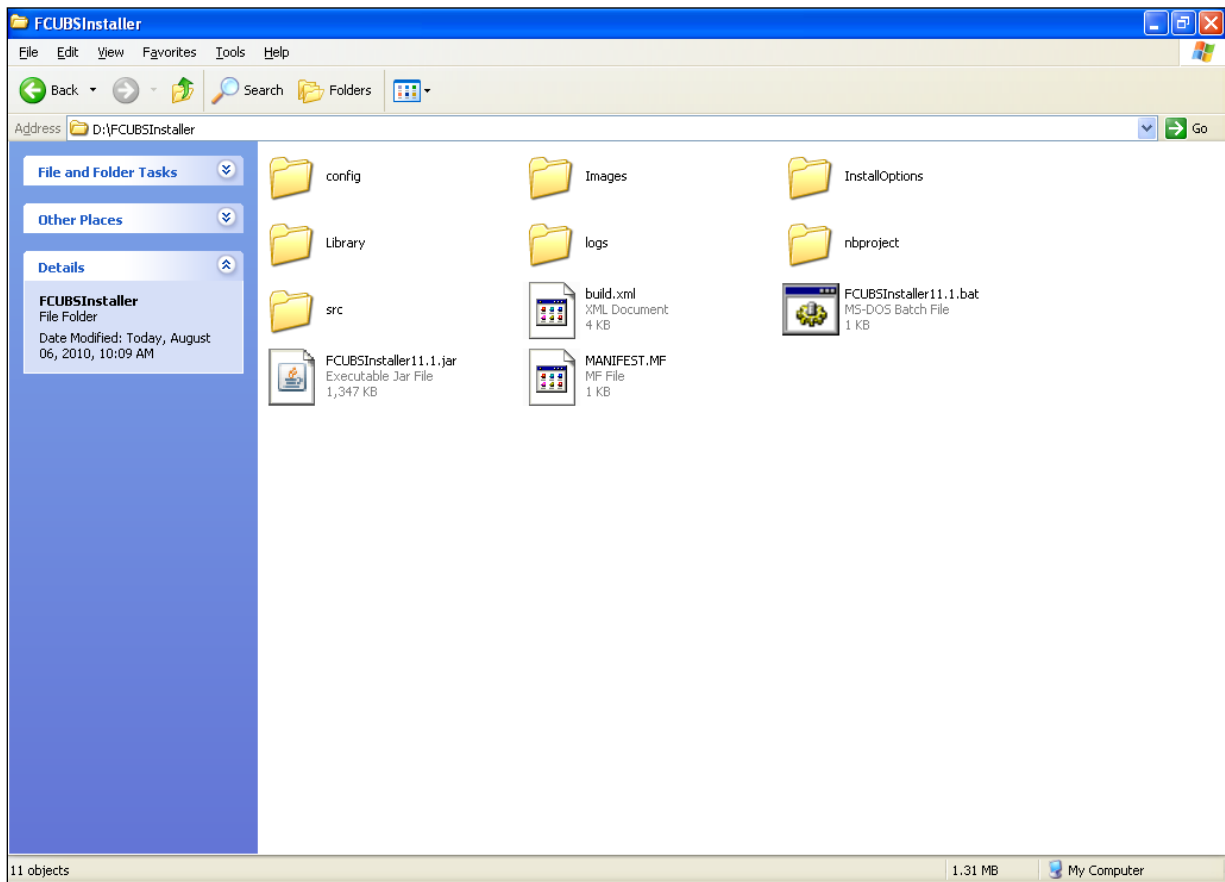 FCUBSInstaller
File Edit View Favorites Tools Help
Back Search Folders
Address D:\FCUBSInstaller Go
File and Folder Tasks
Other Places
Details
FCUBSInstaller
File Folder
Date Modified: Today, August
06, 2010, 10:09 AM
config Images InstallOptions
Library logs nbproject
src
build.xml
XML Document
4 KB
FCUBSInstaller11.1.bat
MS-DOS Batch File
1 KB
FCUBSInstaller11.1.jar
Executable Jar File
1,347 KB
MANIFEST.MF
MF File
1 KB
11 objects 1.31 MB My Computer